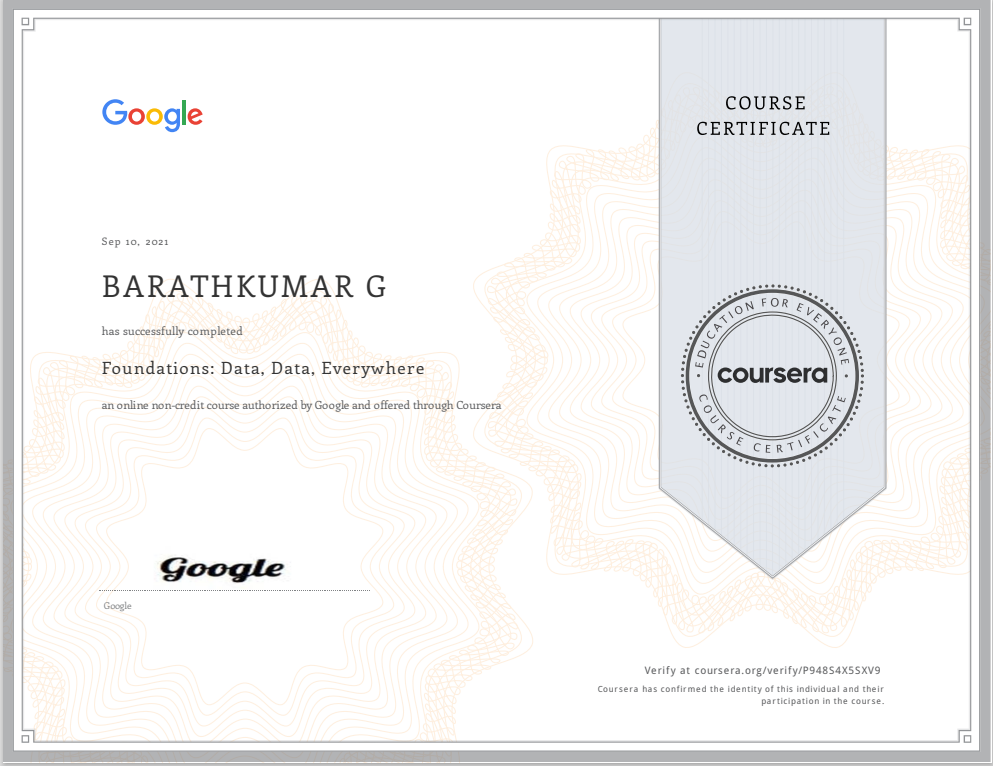 Google
COURSE
CERTIFICATE
Sep 10, 2021
BARATHKUMAR G
has successfully completed
Foundations: Data, Data, Everywhere
an online non-credit course authorized by Google and offered through Coursera
EDUCATION FOR EVERYONE
coursera
COURSE CERTIFICATE
Google
Google
Verify at coursera.org/verify/P948S4X5SXV9
Coursera has confirmed the identity of this individual and their
participation in the course.